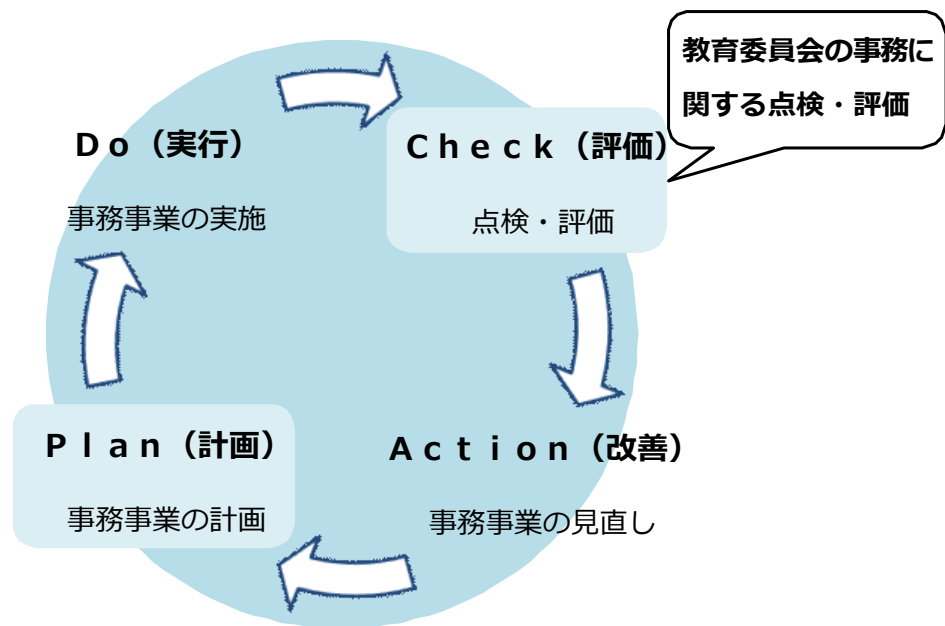 教育委員会の事務に
関する点検・評価
Ｄｏ（実行）
事務事業の実施
Ｃｈｅｃｋ（評価）
点検・評価
Ｐｌａｎ（計画）
事務事業の計画
Ａｃｔｉｏｎ（改善）
事務事業の見直し